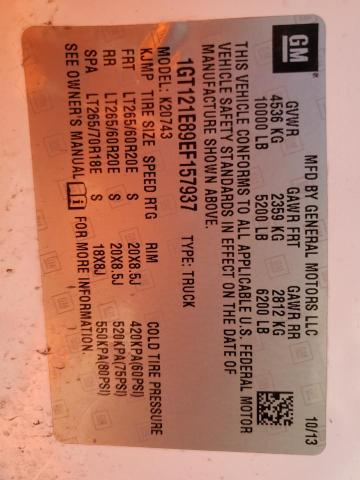 GM
MFD BY GENERAL MOTORS LLC 10/13
GVWR GAWR FRT GAWR RR
4536 KG 2359 KG 2812 KG
10000 LB 5200 LB 6200 LB
THIS VEHICLE CONFORMS TO ALL APPLICABLE U.S. FEDERAL MOTOR
VEHICLE SAFETY STANDARDS IN EFFECT ON THE DATE OF
MANUFACTURE SHOWN ABOVE.
1GT121E89EF157937 TYPE: TRUCK
MODEL: K20743
KJMP TIRE SIZE SPEED RTG RIM COLD TIRE PRESSURE
FRT LT265/60R20E S 20X8.5J 420KPA(60PSI)
RR LT265/60R20E S 20X8.5J 520KPA(75PSI)
SPA LT265/70R18E S 18X8J 550KPA(80PSI)
SEE OWNER'S MANUAL FOR MORE INFORMATION.